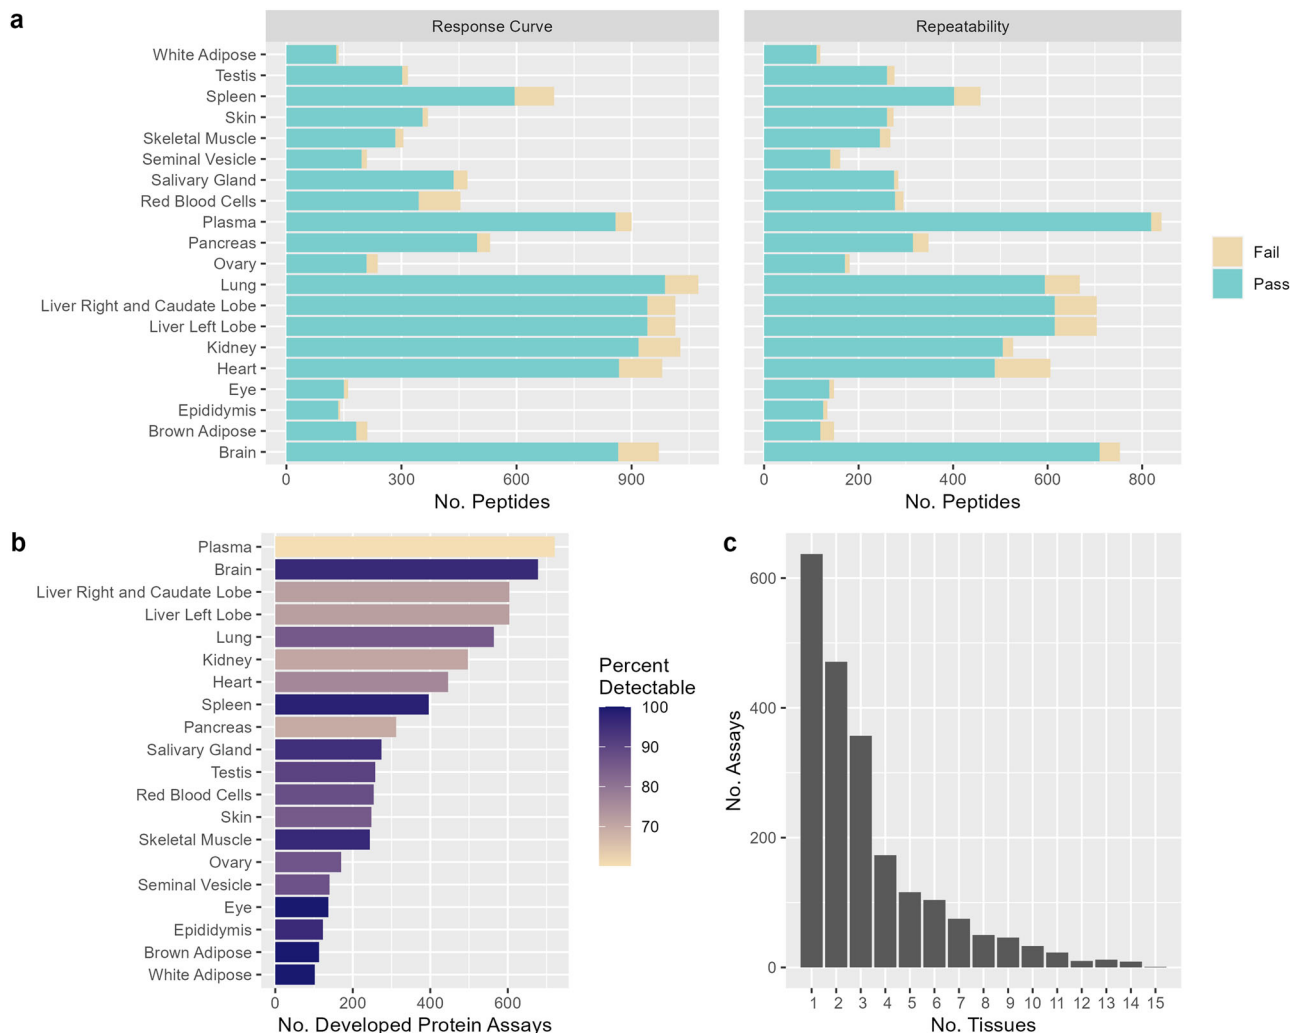 a
Response Curve
Repeatability
White Adipose
Testis
Spleen
Skin
Skeletal Muscle
Seminal Vesicle
Salivary Gland
Red Blood Cells
Plasma
Pancreas
Ovary
Lung
Liver Right and Caudate Lobe
Liver Left Lobe
Kidney
Heart
Eye
Epididymis
Brown Adipose
Brain
0 300 600 900
No. Peptides
0 200 400 600 800
No. Peptides
Fail
Pass
b
Plasma
Brain
Liver Right and Caudate Lobe
Liver Left Lobe
Lung
Kidney
Heart
Spleen
Pancreas
Salivary Gland
Testis
Red Blood Cells
Skin
Skeletal Muscle
Ovary
Seminal Vesicle
Eye
Epididymis
Brown Adipose
White Adipose
0 200 400 600
No. Developed Protein Assays
Percent
Detectable
100
90
80
70
c
No. Assays
600
400
200
0
1 2 3 4 5 6 7 8 9 10 11 12 13 14 15
No. Tissues